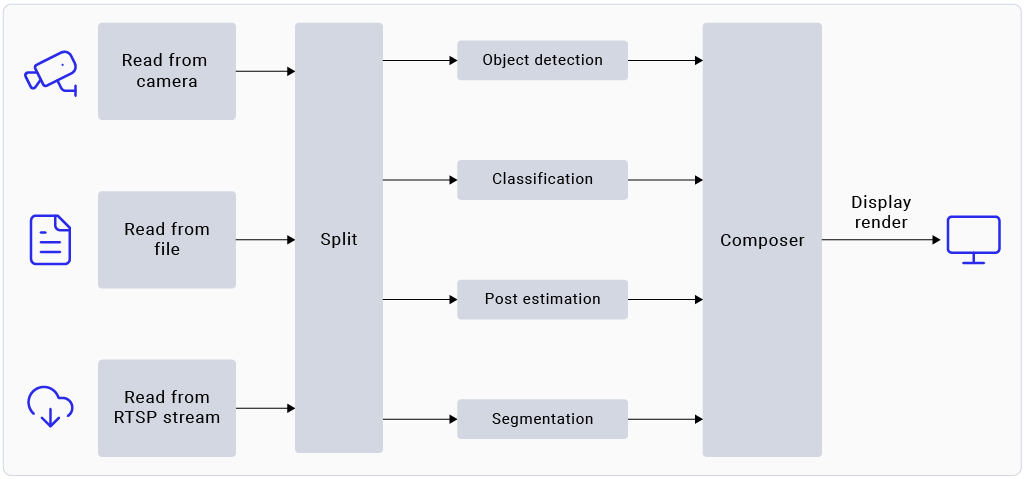 Read from
camera
Read from
file
Read from
RTSP stream
Split
Object detection
Classification
Post estimation
Segmentation
Composer
Display
render